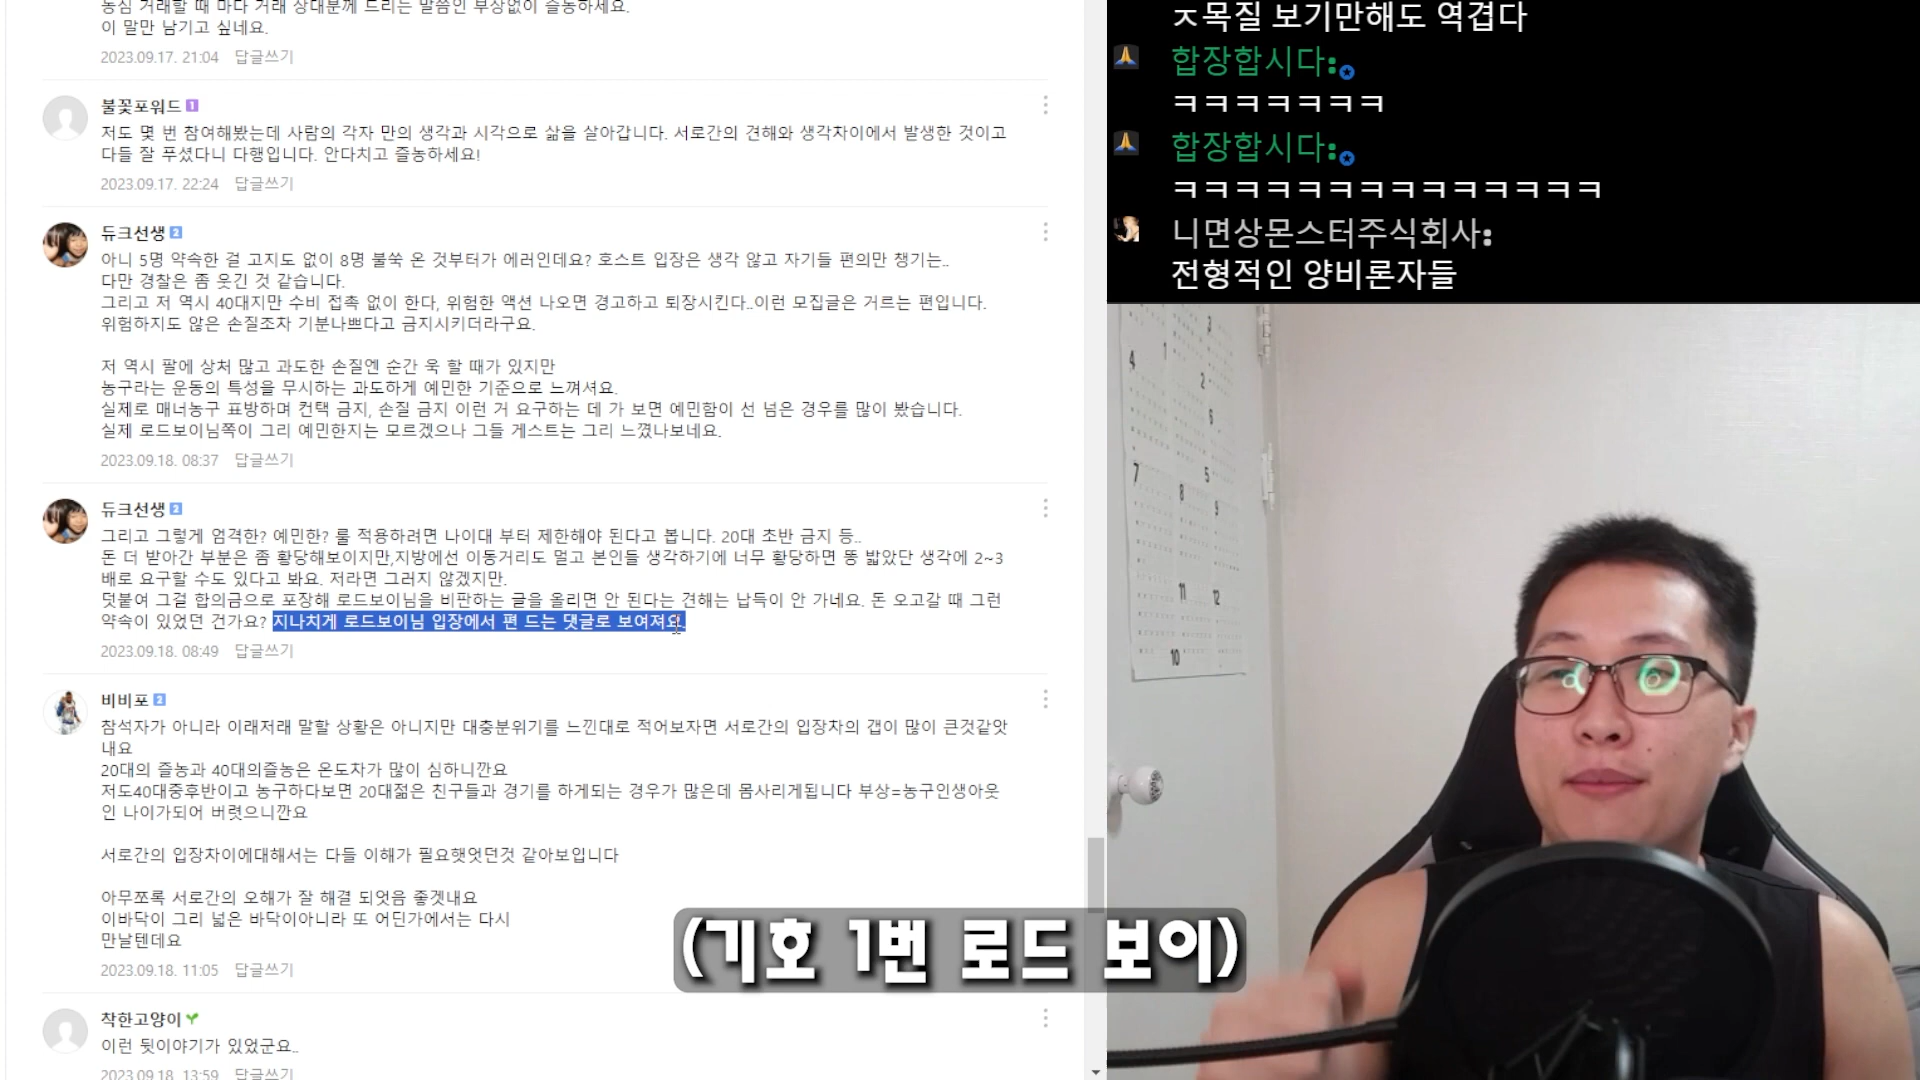 농심 거래할 때 마다 거래 상대분께 드리는 말씀인 부상없이 즐농하세요.
이 말만 남기고 싶네요.
2023.09.17. 21:04 답글쓰기
불꽃포워드 1
저도 몇 번 참여해봤는데 사람의 각자 만의 생각과 시각으로 삶을 살아갑니다. 서로간의 견해와 생각차이에서 발생한 것이고
다들 잘 푸셨다니 다행입니다. 안다치고 즐농하세요!
2023.09.17. 22:24 답글쓰기
듀크선생 2
아니 5명 약속한 걸 고지도 없이 8명 불쑥 온 것부터가 에러인데요? 호스트 입장은 생각 않고 자기들 편의만 챙기는..
다만 경찰은 좀 웃긴 것 같습니다.
그리고 저 역시 40대지만 수비 접촉 없이 한다, 위험한 액션 나오면 경고하고 퇴장시킨다..이런 모집글은 거르는 편입니다.
위험하지도 않은 손질조차 기분나쁘다고 금지시키더라구요.
저 역시 팔에 상처 많고 과도한 손질엔 순간 욱 할 때가 있지만
농구라는 운동의 특성을 무시하는 과도하게 예민한 기준으로 느껴셔요.
실제로 매너농구 표방하며 컨택 금지, 손질 금지 이런 거 요구하는 데 가 보면 예민함이 선 넘은 경우를 많이 봤습니다.
실제 로드보이님쪽이 그리 예민한지는 모르겠으나 그들 게스트는 그리 느꼈나보네요.
2023.09.18. 08:37 답글쓰기
듀크선생 2
그리고 그렇게 엄격한? 예민한? 룰 적용하려면 나이대 부터 제한해야 된다고 봅니다. 20대 초반 금지 등..
돈 더 받아간 부분은 좀 황당해보이지만,지방에선 이동거리도 멀고 본인들 생각하기에 너무 황당하면 똥 밟았단 생각에 2~3
배로 요구할 수도 있다고 봐요. 저라면 그러지 않겠지만.
덧붙여 그걸 합의금으로 포장해 로드보이님을 비판하는 글을 올리면 안 된다는 견해는 납득이 안 가네요. 돈 오고갈 때 그런
약속이 있었던 건가요? 지나치게 로드보이님 입장에서 편 드는 댓글로 보여져요.
2023.09.18. 08:49 답글쓰기
비비포 2
참석자가 아니라 이래저래 말할 상황은 아니지만 대충분위기를 느낀대로 적어보자면 서로간의 입장차의 갭이 많이 큰것같앗
내요
20대의 즐농과 40대의즐농은 온도차가 많이 심하니깐요
저도40대중후반이고 농구하다보면 20대젊은 친구들과 경기를 하게되는 경우가 많은데 몸사리게됩니다 부상=농구인생아웃
인 나이가되어 버렷으니깐요
서로간의 입장차이에대해서는 다들 이해가 필요햇엇던것 같아보입니다
아무쪼록 서로간의 오해가 잘 해결 되엇음 좋겟내요
이바닥이 그리 넓은 바닥이아니라 또 어딘가에서는 다시
만날텐데요
2023.09.18. 11:05 답글쓰기
착한고양이
이런 뒷이야기가 있었군요..
2023.09.18. 13:59 답글쓰기
ㅈ목질 보기만해도 역겹다
합장합시다:
ㅋㅋㅋㅋㅋㅋㅋ
합장합시다:
ㅋㅋㅋㅋㅋㅋㅋㅋㅋㅋㅋㅋㅋㅋ
니면상몬스터주식회사:
전형적인 양비론자들
3
4
1
2
6
7
5
8
9
11
12
10
(기호 1번 로드 보이)